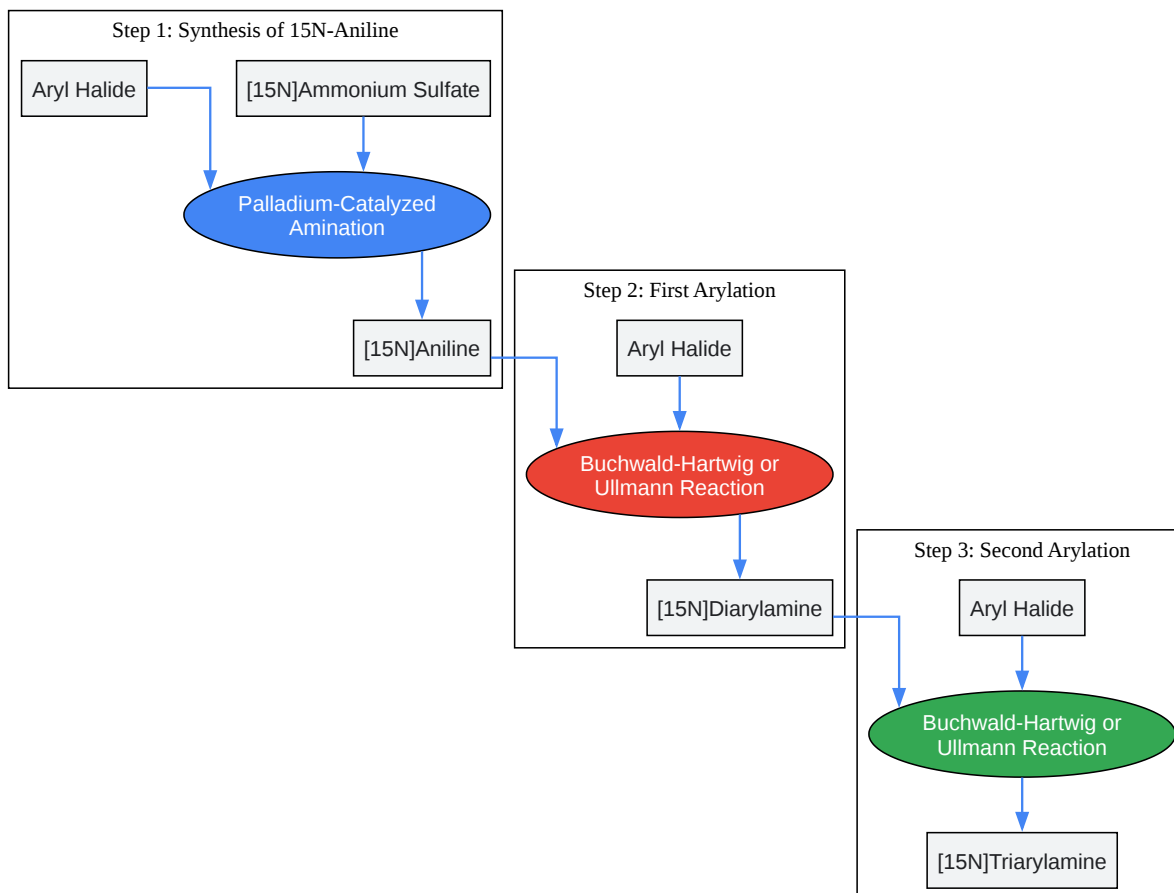 Step 1: Synthesis of 15N-Aniline
Aryl Halide
[15N]Ammonium Sulfate
Palladium-Catalyzed
Amination
[15N]Aniline
Step 2: First Arylation
Aryl Halide
Buchwald-Hartwig or
Ullmann Reaction
[15N]Diarylamine
Step 3: Second Arylation
Aryl Halide
Buchwald-Hartwig or
Ullmann Reaction
[15N]Triarylamine